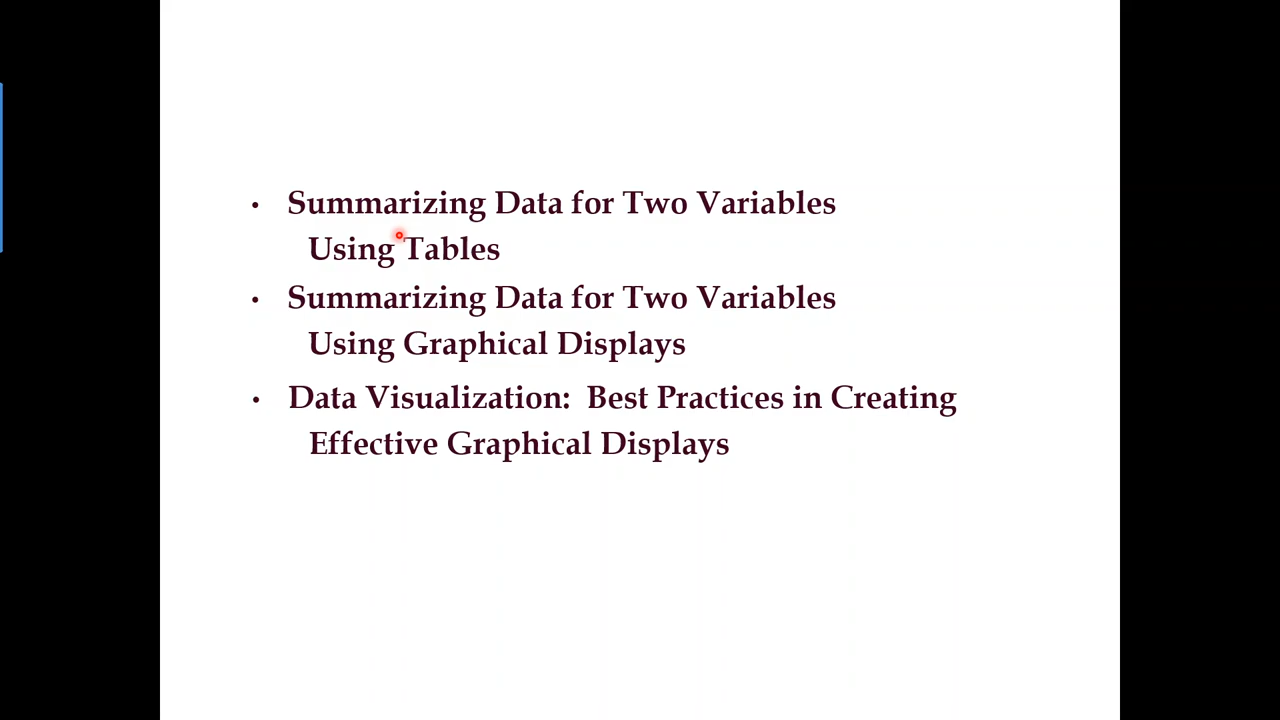 • Summarizing Data for Two Variables
Using Tables
• Summarizing Data for Two Variables
Using Graphical Displays
• Data Visualization:  Best Practices in Creating
Effective Graphical Displays